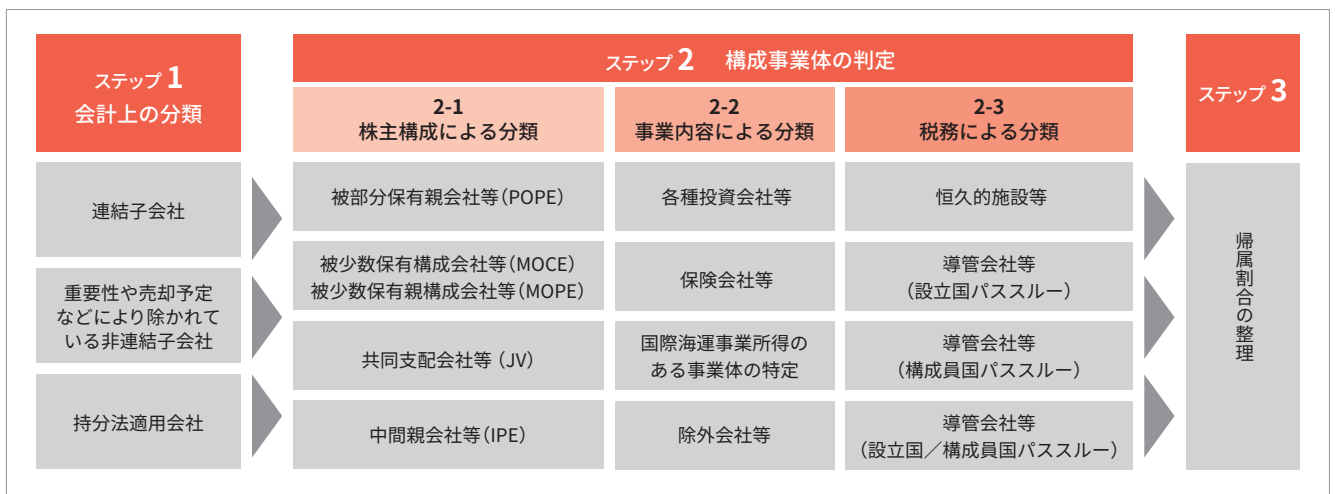 ステップ 1
会計上の分類
連結子会社
重要性や売却予定
などにより除かれて
いる非連結子会社
持分法適用会社
ステップ 2 構成事業体の判定
2-1
株主構成による分類
被部分保有親会社等(POPE)
被少数保有構成会社等(MOCE)
被少数保有親構成会社等(MOPE)
共同支配会社等(JV)
中間親会社等(IPE)
2-2
事業内容による分類
各種投資会社等
保険会社等
国際海運事業所得の
ある事業体の特定
除外会社等
2-3
税務による分類
恒久的施設等
導管会社等
(設立国パススルー)
導管会社等
(構成員国パススルー)
導管会社等
(設立国/構成員国パススルー)
ステップ 3
帰属割合の整理